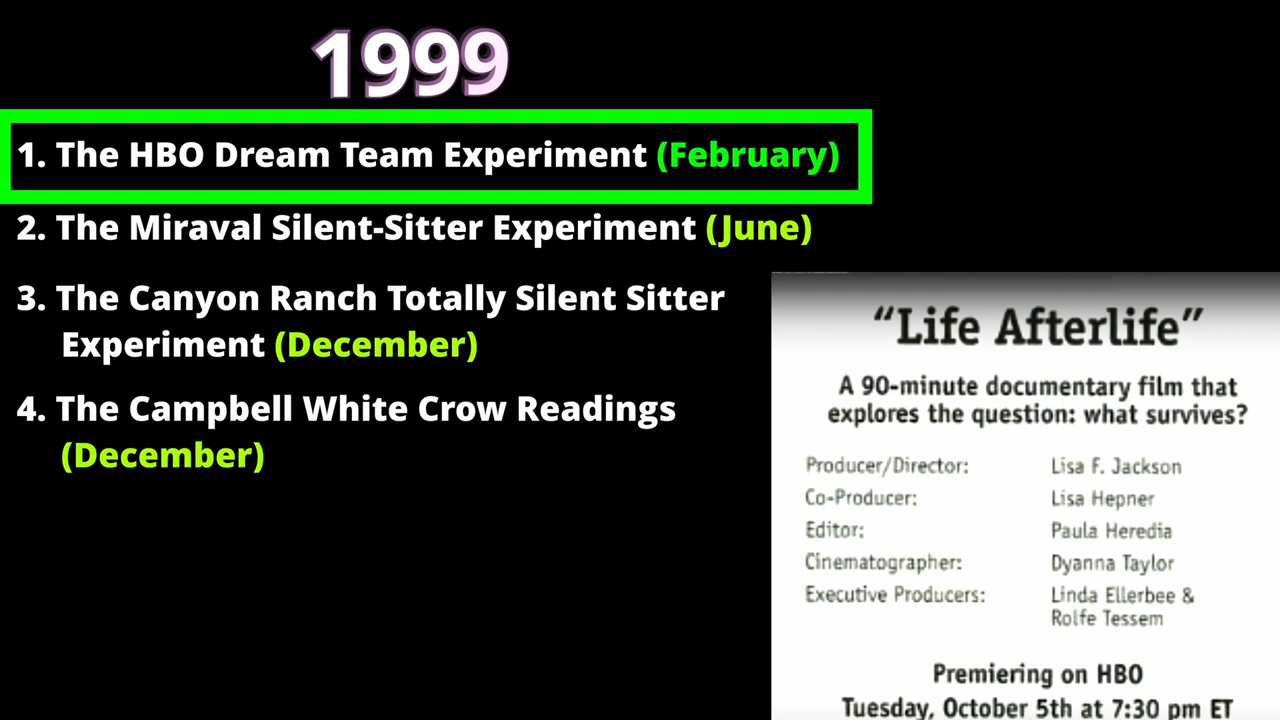 1999
1. The HBO Dream Team Experiment (February)
2. The Miraval Silent-Sitter Experiment (June)
3. The Canyon Ranch Totally Silent Sitter
Experiment (December)
4. The Campbell White Crow Readings
(December)
“Life Afterlife”
A 90-minute documentary film that
explores the question: what survives?
Producer/Director: Lisa F. Jackson
Co-Producer: Lisa Hepner
Editor: Paula Heredia
Cinematographer: Dyanna Taylor
Executive Producers: Linda Ellerbee &
Rolfe Tessem
Premiering on HBO
Tuesday, October 5th at 7:30 pm ET